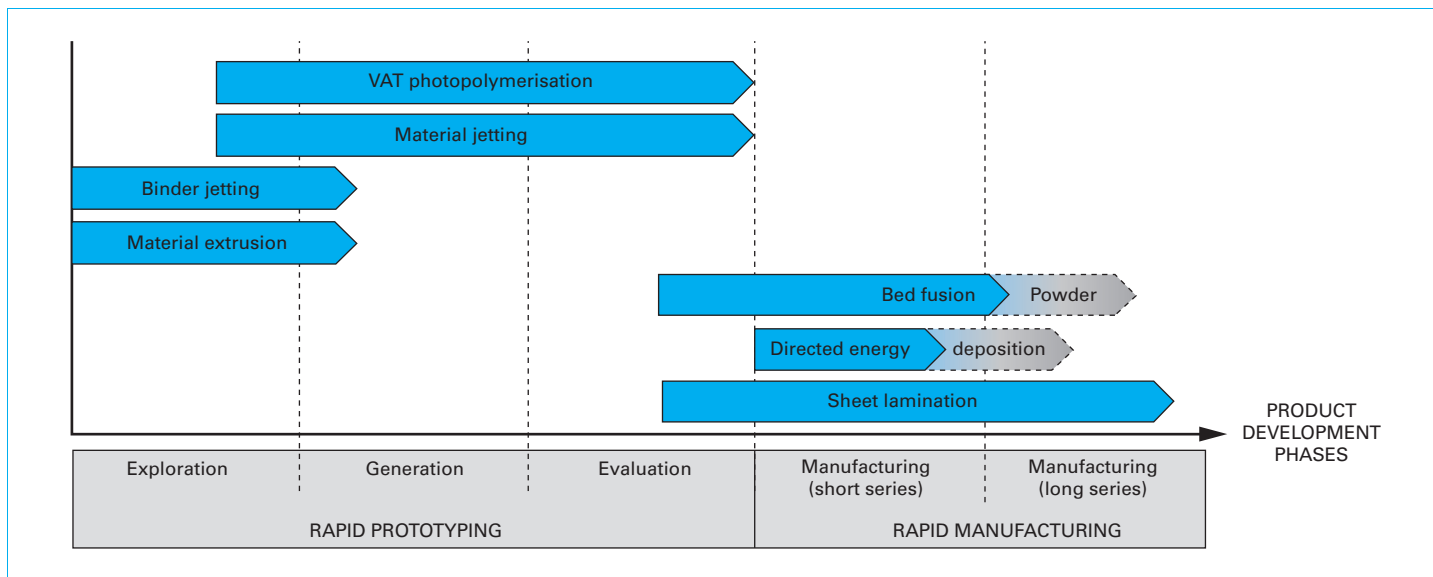 VAT photopolymerisation
Material jetting
Binder jetting
Material extrusion
Bed fusion Powder
Directed energy deposition
Sheet lamination
PRODUCT
DEVELOPMENT
PHASES
Exploration Generation Evaluation Manufacturing Manufacturing
(short series) (long series)
RAPID PROTOTYPING RAPID MANUFACTURING